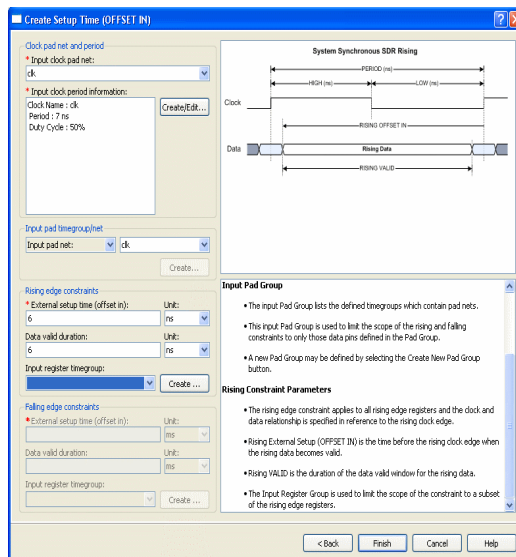 Create Setup Time (OFFSET IN)
Clock pad net and period
* Input clock pad net:
clk
* Input clock period information:
Clock Name : clk
Period : 7 ns
Duty Cycle : 50%
Create/Edit...
Input pad timegroup/net
Input pad net:
clk
Create...
Rising edge constraints
* External setup time (offset in):
Unit:
6
ns
Data valid duration:
Unit:
6
ns
Input register timegroup:
Create ...
Falling edge constraints
* External setup time (offset in):
Unit:
ms
Data valid duration:
Unit:
ms
Input register timegroup:
Create ...
System Synchronous SDR Rising
PERIOD (ns)
HIGH (ns)
LOW (ns)
Clock
RISING OFFSET IN
Data
Rising Data
RISING VALID
Input Pad Group
• The input Pad Group lists the defined timegroups which contain pad nets.
• This input Pad Group is used to limit the scope of the rising and falling
constraints to only those data pins defined in the Pad Group.
• A new Pad Group may be defined by selecting the Create New Pad Group
button.
Rising Constraint Parameters
• The rising edge constraint applies to all rising edge registers and the clock and
data relationship is specified in reference to the rising clock edge.
• Rising External Setup (OFFSET IN) is the time before the rising clock edge when
the rising data becomes valid.
• Rising VALID is the duration of the data valid window for the rising data.
• The Input Register Group is used to limit the scope of the constraint to a subset
of the rising edge registers.
< Back
Finish
Cancel
Help